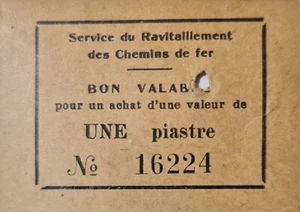 Service du Ravitaillement
des Chemins de fer
BON VALAB
pour un achat d'une valeur de
UNE piastre
No 16224